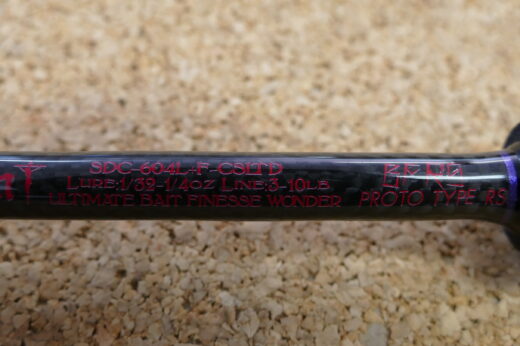 SDC-604L+F-CSLTD
LURE:1/32-1/4OZ LINE:3-10LB
ULTIMATE BAIT FINESSE WONDER
PROTO TYPE RS